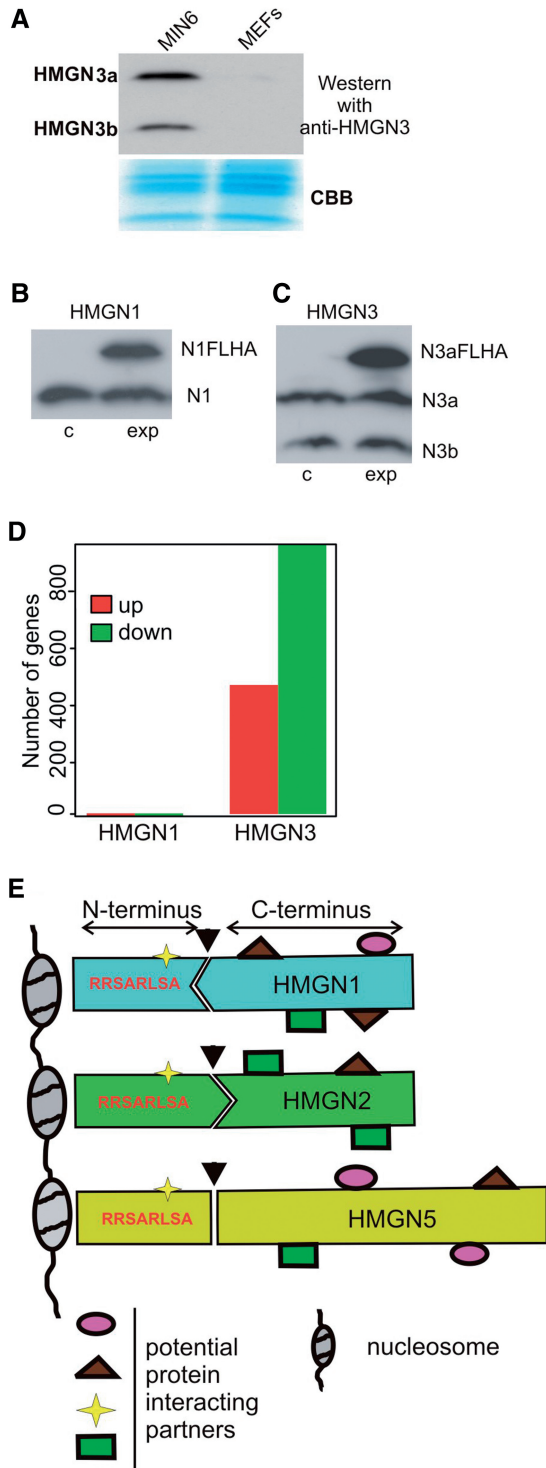 A
MIN6
MEFs
HMGN3a
HMGN3b
Western
with
anti-HMGN3
CBB
B
HMGN1
N1FLHA
N1
c
exp
C
HMGN3
N3aFLHA
N3a
N3b
c
exp
D
Number of genes
800
600
400
200
0
up
down
HMGN1
HMGN3
E
N-terminus
C-terminus
RRSARLSA
HMGN1
RRSARLSA
HMGN2
RRSARLSA
HMGN5
potential
protein
interacting
partners
nucleosome